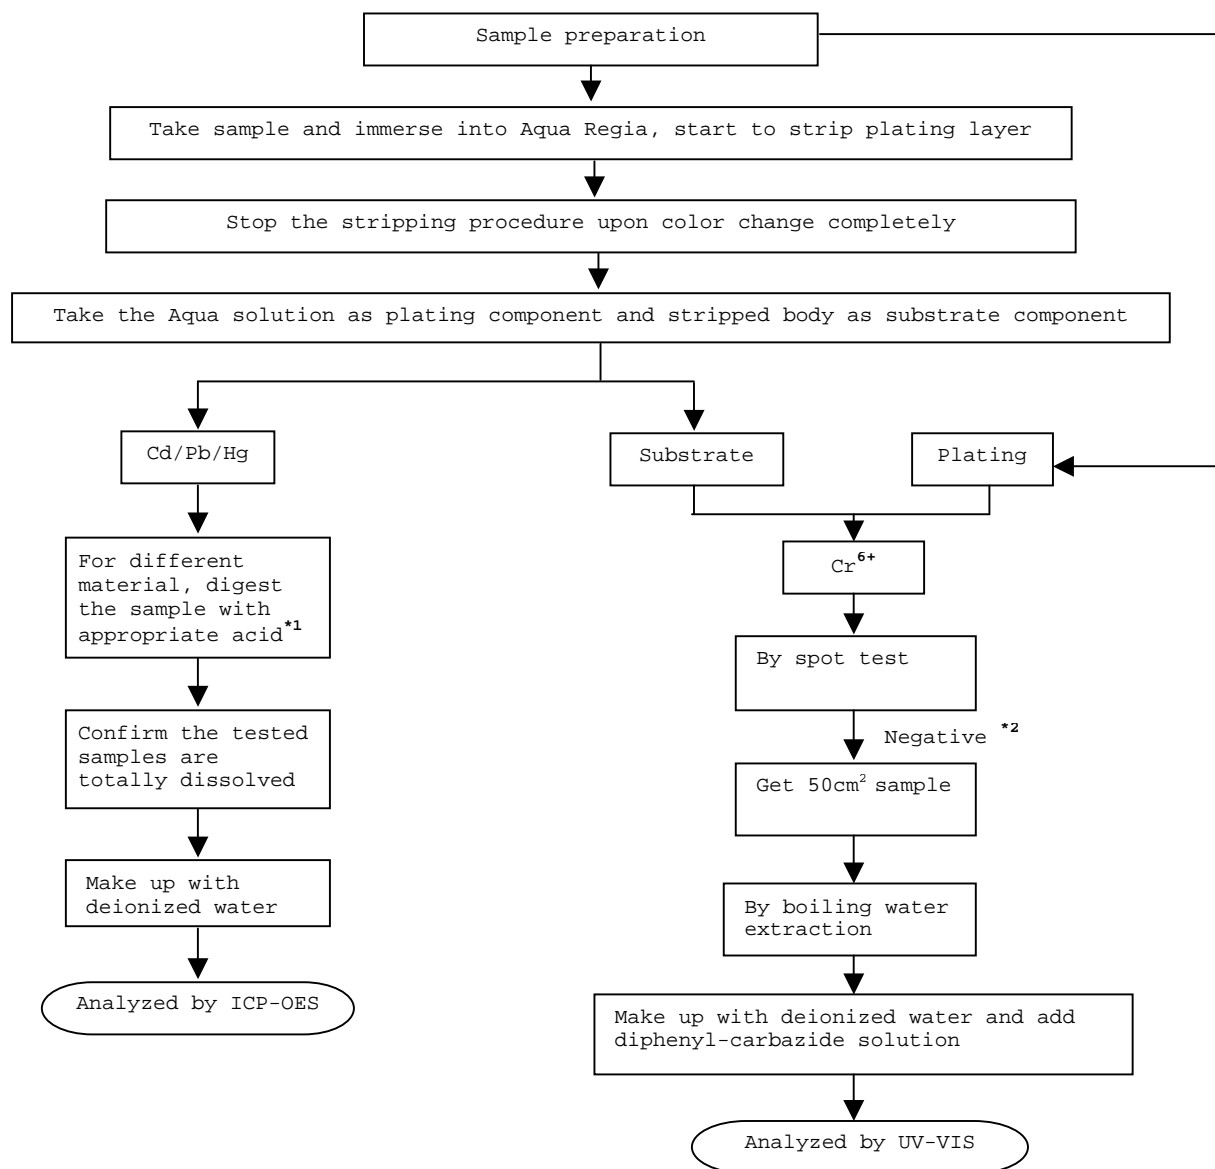 Sample preparation
Take sample and immerse into Aqua Regia, start to strip plating layer
Stop the stripping procedure upon color change completely
Take the Aqua solution as plating component and stripped body as substrate component
Cd/Pb/Hg
For different
material, digest
the sample with
appropriate acid*1
Confirm the tested
samples are
totally dissolved
Make up with
deionized water
Analyzed by ICP-OES
Substrate
Plating
Cr6+
By spot test
Negative *2
Get 50cm2 sample
By boiling water
extraction
Make up with deionized water and add
diphenyl-carbazide solution
Analyzed by UV-VIS